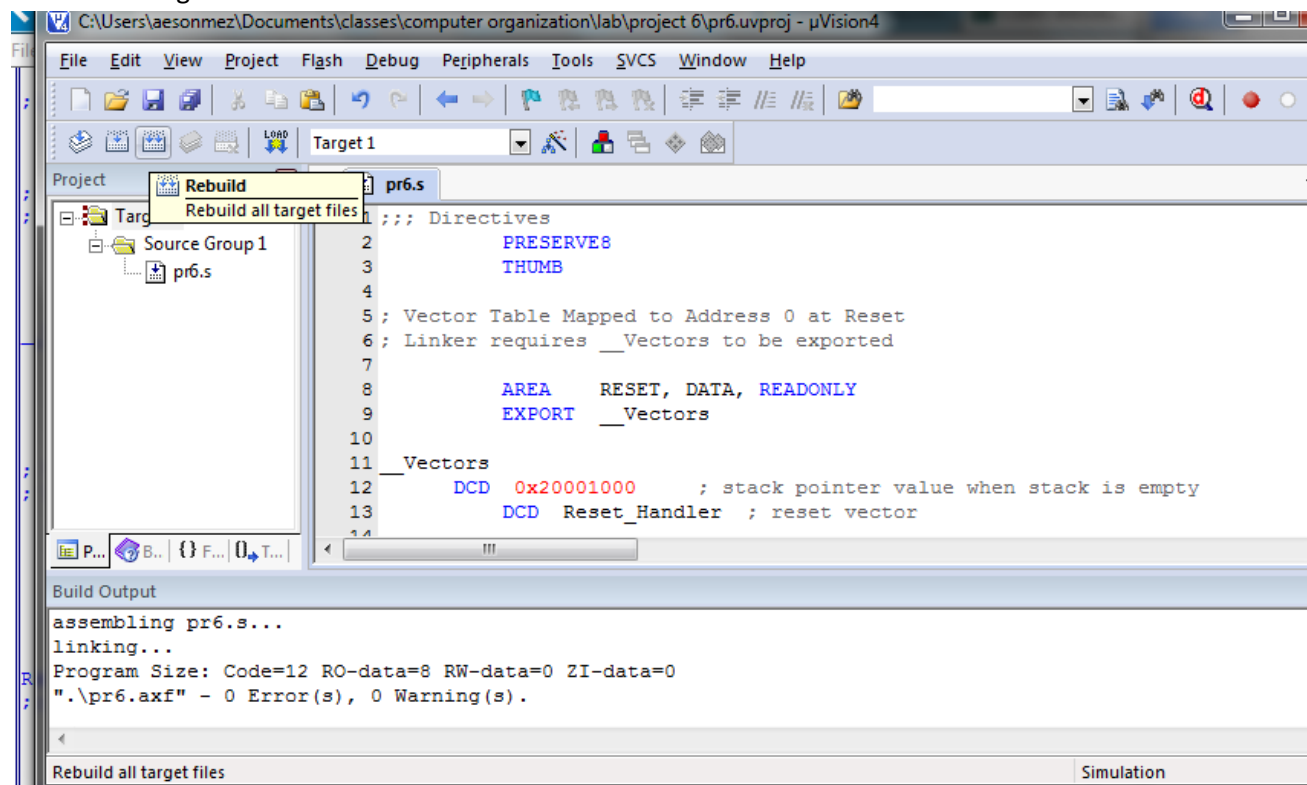 C:\Users\aesonmez\Documents\classes\computer organization\lab\project 6\pr6.uvproj - µVision4
File Edit View Project Flash Debug Peripherals Tools SVCS Window Help
LOAD Target 1
Project
pr6.s
Rebuild
Rebuild all target files
Targ
Source Group 1
pr6.s
1 ;;; Directives
2 PRESERVE8
3 THUMB
4
5 ; Vector Table Mapped to Address 0 at Reset
6 ; Linker requires __Vectors to be exported
7
8 AREA RESET, DATA, READONLY
9 EXPORT __Vectors
10
11 __Vectors
12 DCD 0x20001000 ; stack pointer value when stack is empty
13 DCD Reset_Handler ; reset vector
14
P... B.. {} F... 0 T...
Build Output
assembling pr6.s...
linking...
Program Size: Code=12 RO-data=8 RW-data=0 ZI-data=0
".\pr6.axf" - 0 Error(s), 0 Warning(s).
Rebuild all target files Simulation